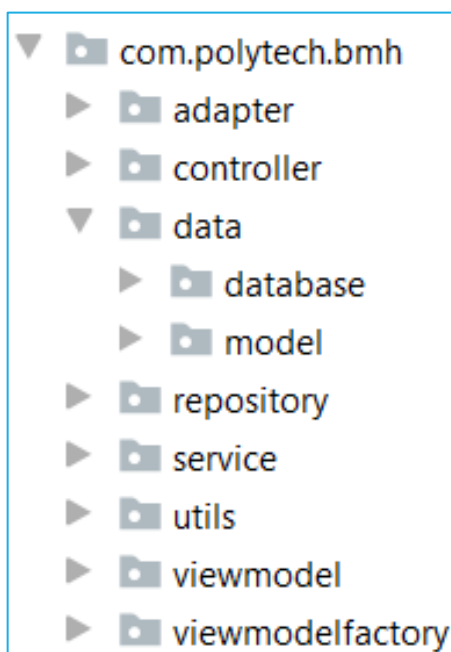 com.polytech.bmh
adapter
controller
data
database
model
repository
service
utils
viewmodel
viewmodelfactory